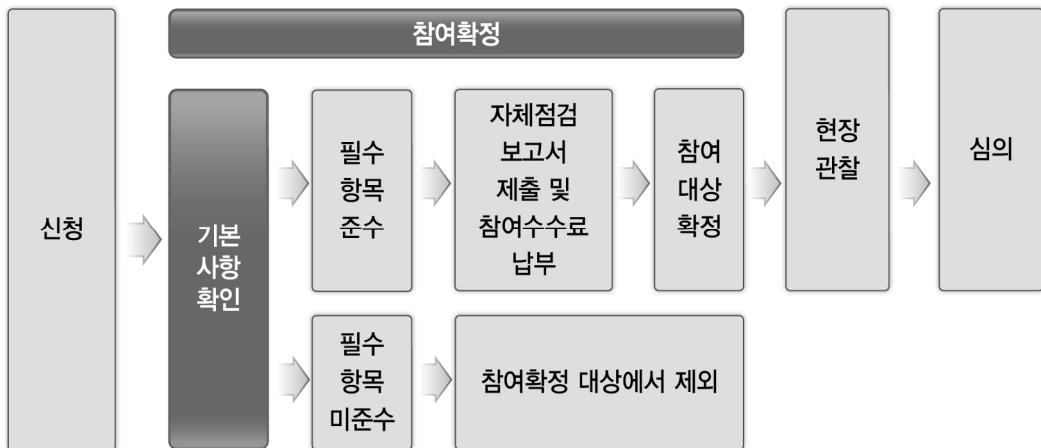 신청
참여확정
기본
사항
확인
필수
항목
준수
자체점검
보고서
제출 및
참여수수료
납부
참여
대상
확정
필수
항목
미준수
참여확정 대상에서 제외
현장
관찰
심의